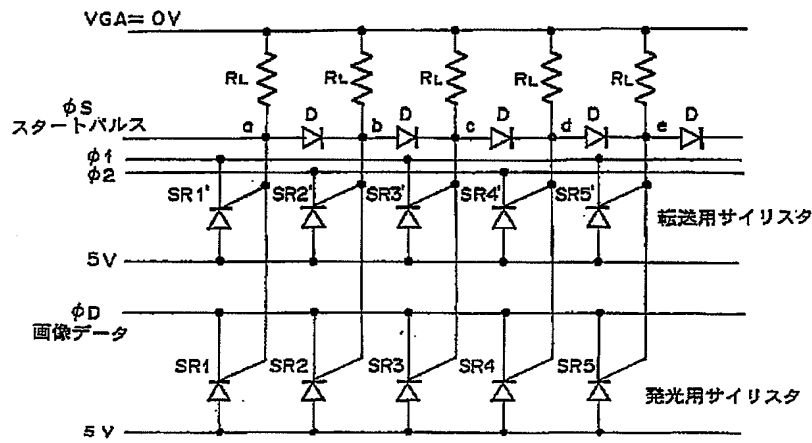 VGA=0V
RL RL RL RL RL
φS
スタートパルス
a D b D c D d D e D
φ1
φ2
SR1' SR2' SR3' SR4' SR5'
転送用サイリスタ
5V
φD
画像データ
SR1 SR2 SR3 SR4 SR5
発光用サイリスタ
5V